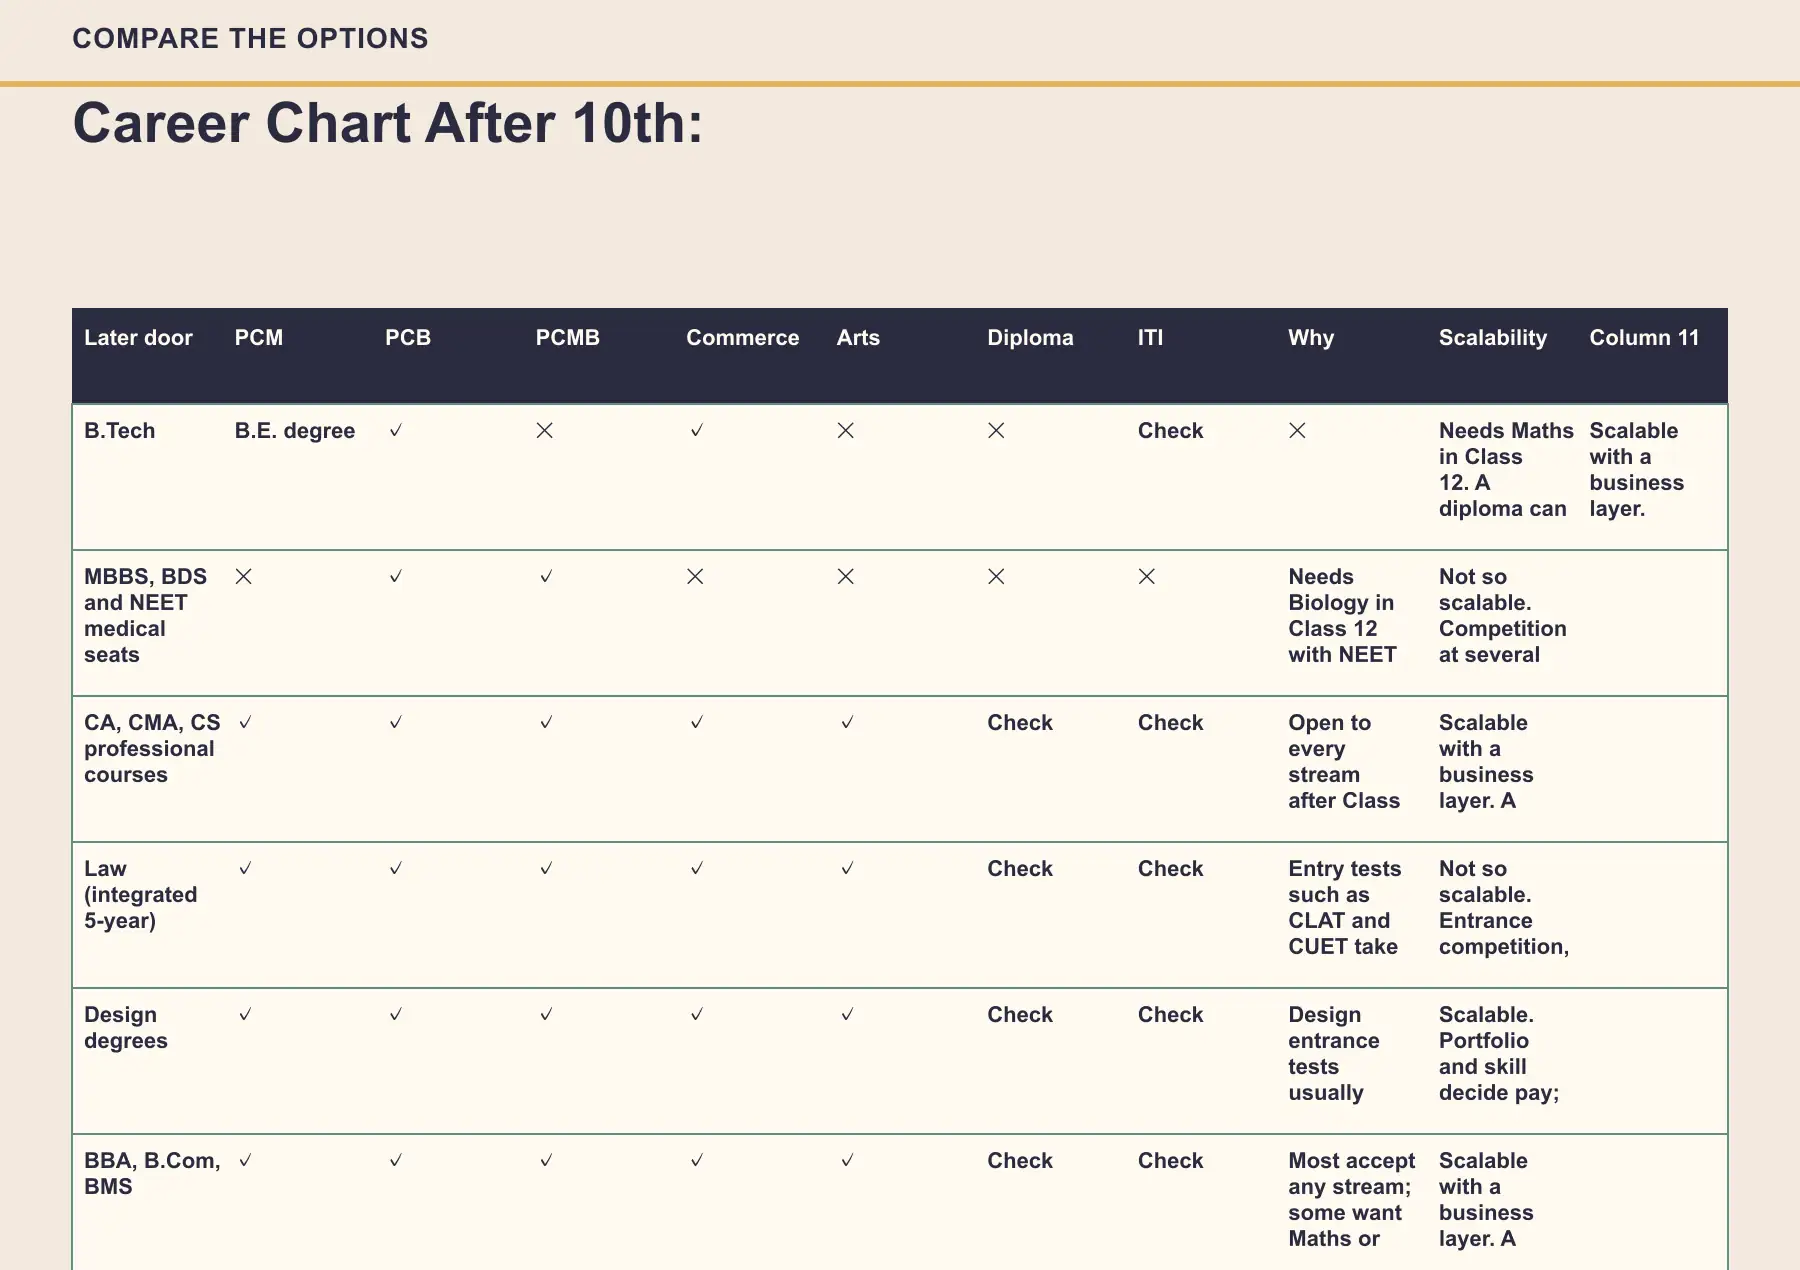 COMPARE THE OPTIONS
Career Chart After 10th:
Later door PCM PCB PCMB Commerce Arts Diploma ITI Why Scalability Column 11
B.Tech B.E. degree ✓ ✕ ✓ ✕ ✕ Check ✕ Needs Maths Scalable
in Class with a
12. A business
diploma can layer.
MBBS, BDS ✕ ✓ ✓ ✕ ✕ ✕ ✕ Needs Not so
and NEET Biology in scalable.
medical Class 12 Competition
seats with NEET at several
CA, CMA, CS ✓ ✓ ✓ ✓ ✓ Check Check Open to Scalable
professional every with a
courses stream business
after Class layer. A
Law ✓ ✓ ✓ ✓ ✓ Check Check Entry tests Not so
(integrated such as scalable.
5-year) CLAT and Entrance
CUET take competition,
Design ✓ ✓ ✓ ✓ ✓ Check Check Design Scalable.
degrees entrance Portfolio
tests and skill
usually decide pay;
BBA, B.Com, ✓ ✓ ✓ ✓ ✓ Check Check Most accept Scalable
BMS any stream; with a
some want business
Maths or layer. A